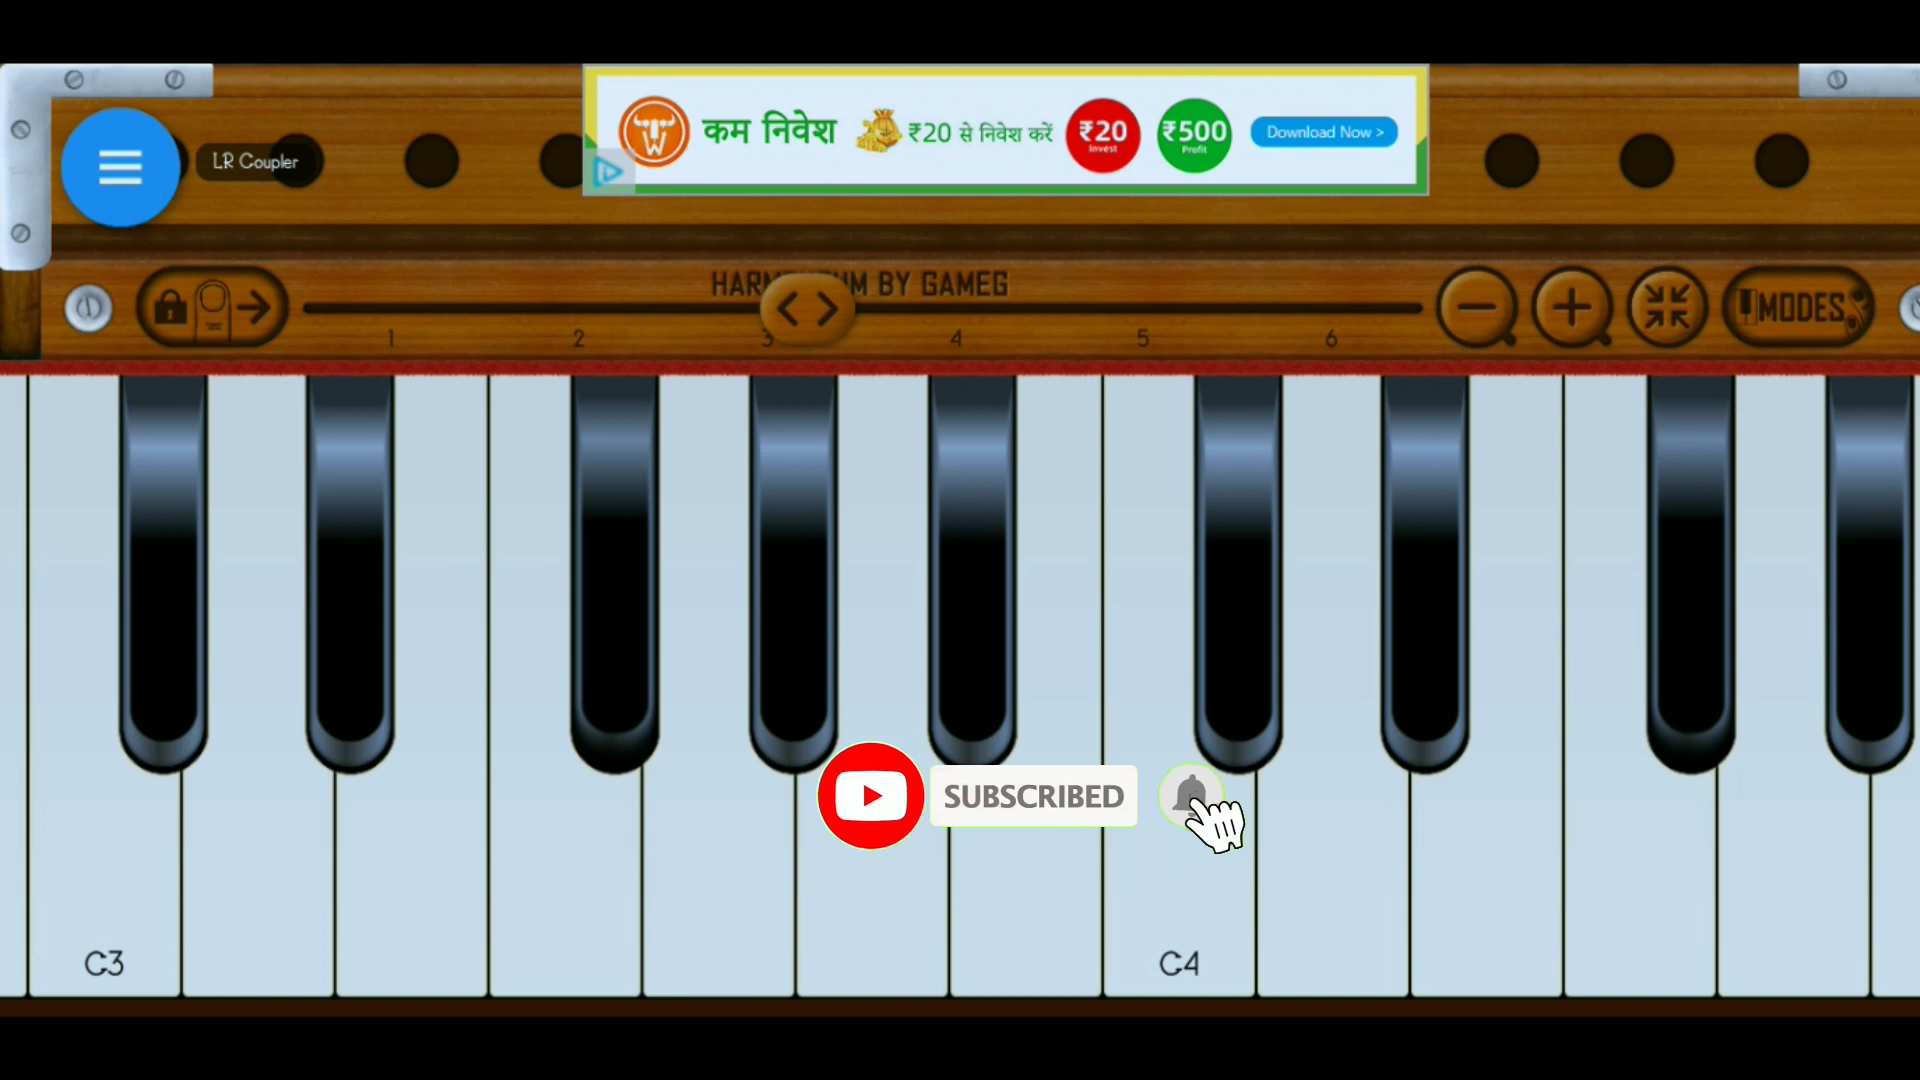 कम निवेश
₹20 से निवेश करें
₹20
Invest
₹500
Profit
Download Now >
LR Coupler
BY GAMEG
1 2 3 4 5 6
MODES
SUBSCRIBED
C3
C4